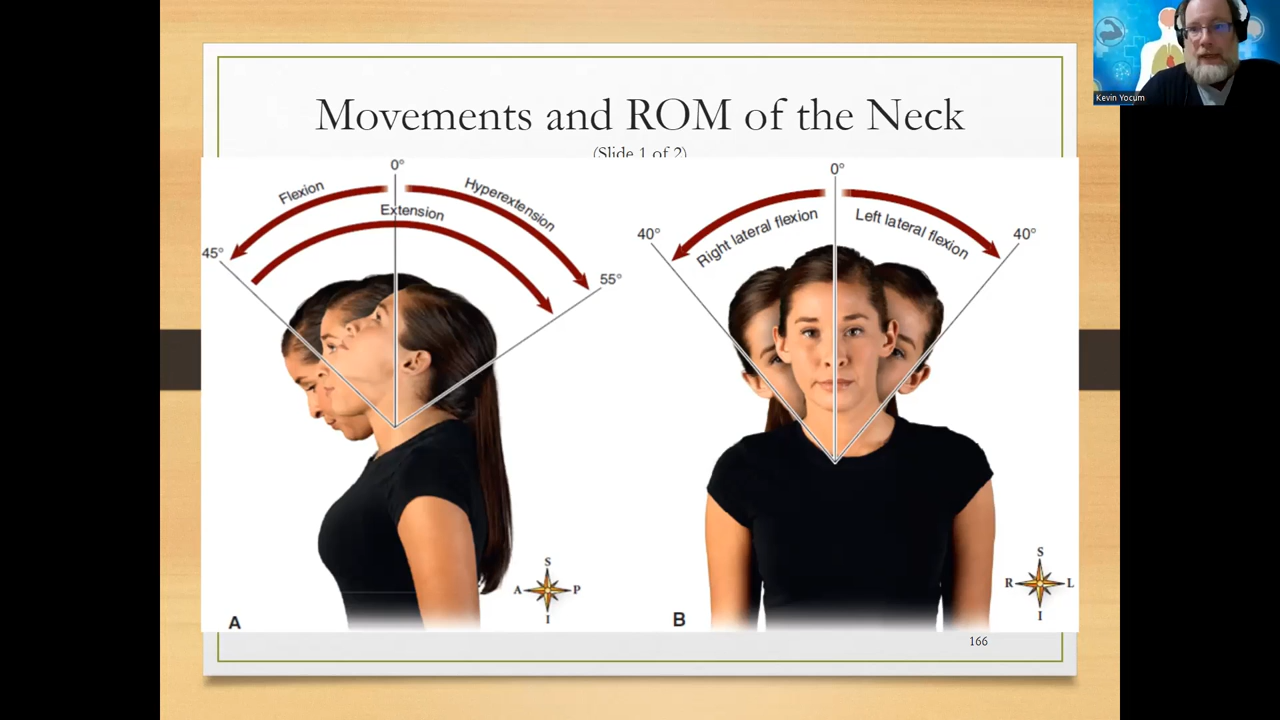 Movements and ROM of the Neck
(Slide 1 of 2)
0°
Flexion
Hyperextension
Extension
45°
55°
S
A
P
I
A
0°
Right lateral flexion
Left lateral flexion
40°
40°
S
R
L
I
B
166
Kevin Yocum